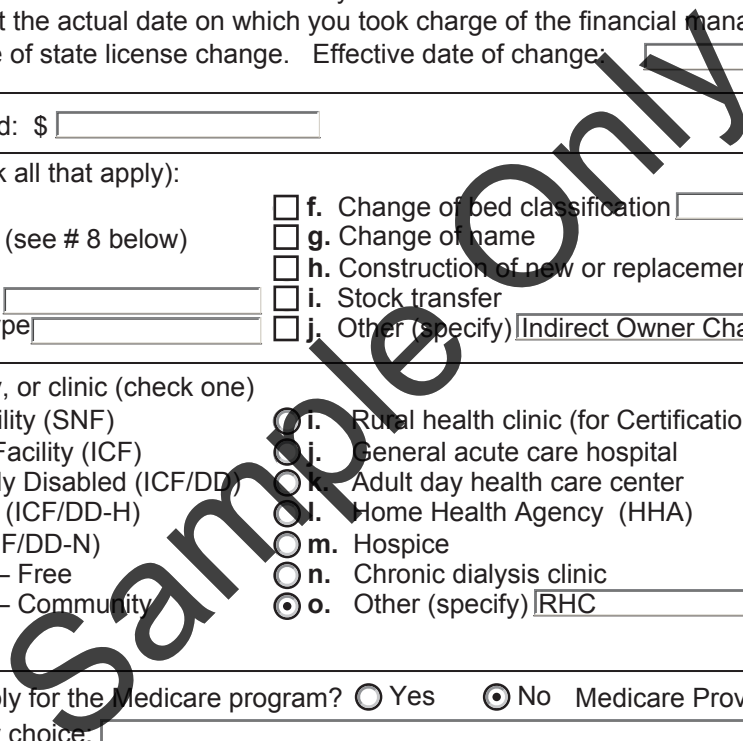 t the actual date on which you took charge of the financial mana
e of state license change. Effective date of change:
d: $
k all that apply):
f. Change of bed classification
(see # 8 below)
g. Change of name
h. Construction of new or replacemen
i. Stock transfer
pe
j. Other (specify) Indirect Owner Cha
, or clinic (check one)
ility (SNF)
i. Rural health clinic (for Certificatio
Facility (ICF)
j. General acute care hospital
ly Disabled (ICF/DD)
k. Adult day health care center
(ICF/DD-H)
l. Home Health Agency (HHA)
F/DD-N)
m. Hospice
– Free
n. Chronic dialysis clinic
– Community
o. Other (specify) RHC
ly for the Medicare program? Yes No Medicare Prov
choice:
Sample Only